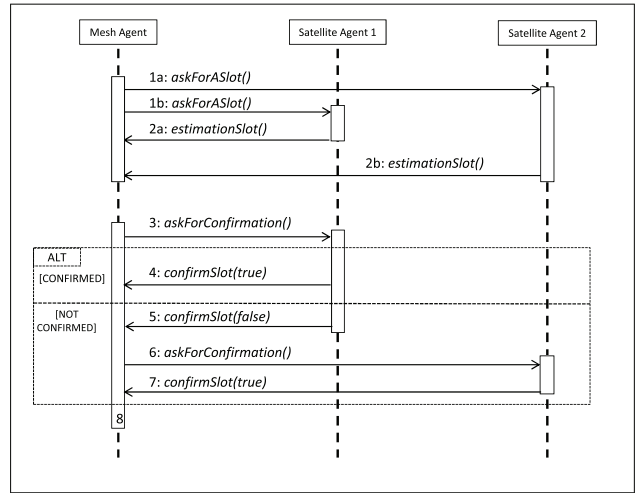 Mesh Agent
Satellite Agent 1
Satellite Agent 2
1a: askForASlot()
1b: askForASlot()
2a: estimationSlot()
2b: estimationSlot()
3: askForConfirmation()
ALT
[CONFIRMED]
4: confirmSlot(true)
[NOT
CONFIRMED]
5: confirmSlot(false)
6: askForConfirmation()
7: confirmSlot(true)
8